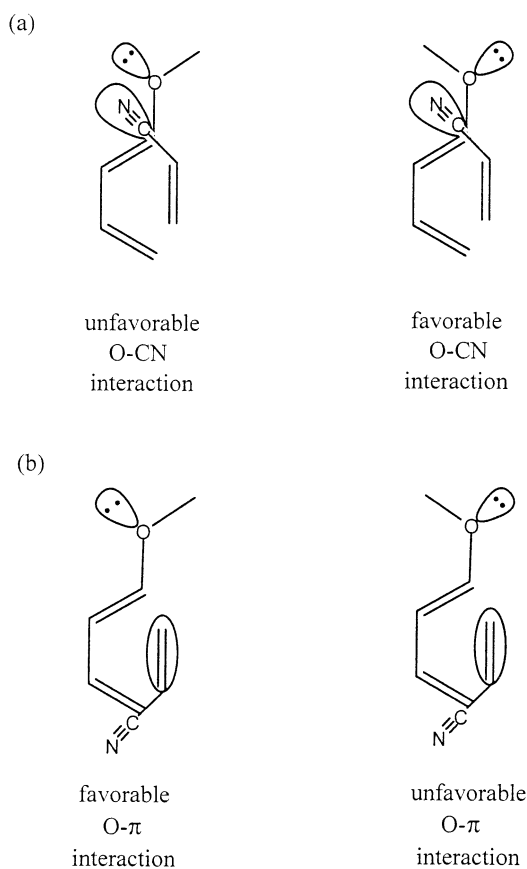 (a)
O
N
C
O
N
C
unfavorable
O-CN
interaction
favorable
O-CN
interaction
(b)
O
C
N
O
C
N
favorable
O-π
interaction
unfavorable
O-π
interaction